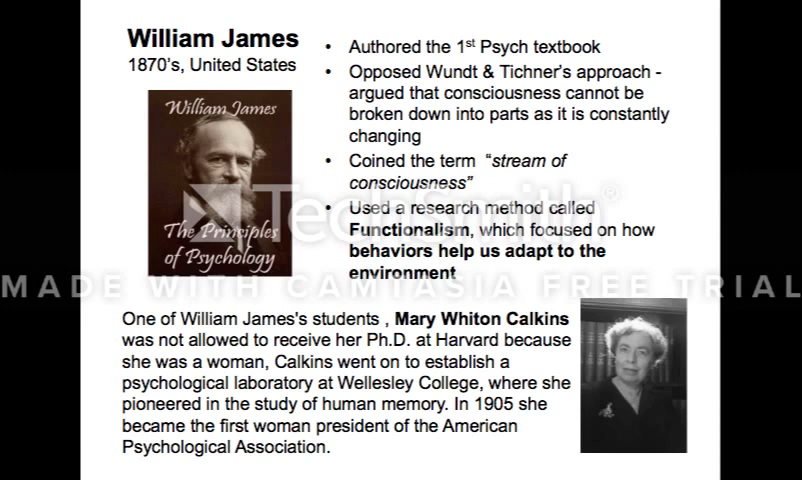 William James
1870's, United States
William James
The Principles
of Psychology
• Authored the 1st Psych textbook
• Opposed Wundt & Tichner's approach -
argued that consciousness cannot be
broken down into parts as it is constantly
changing
• Coined the term "stream of
consciousness"
• Used a research method called
Functionalism, which focused on how
behaviors help us adapt to the
environment
TechSmith®
MADE WITH CAMTASIA FREE TRIAL
One of William James's students , Mary Whiton Calkins
was not allowed to receive her Ph.D. at Harvard because
she was a woman, Calkins went on to establish a
psychological laboratory at Wellesley College, where she
pioneered in the study of human memory. In 1905 she
became the first woman president of the American
Psychological Association.